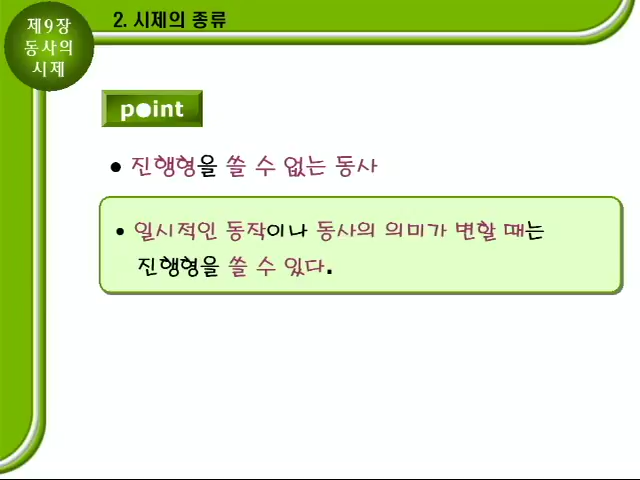 제9장
동사의
시제
2. 시제의 종류
point
● 진행형을 쓸 수 없는 동사
• 일시적인 동작이나 동사의 의미가 변할 때는
진행형을 쓸 수 있다.